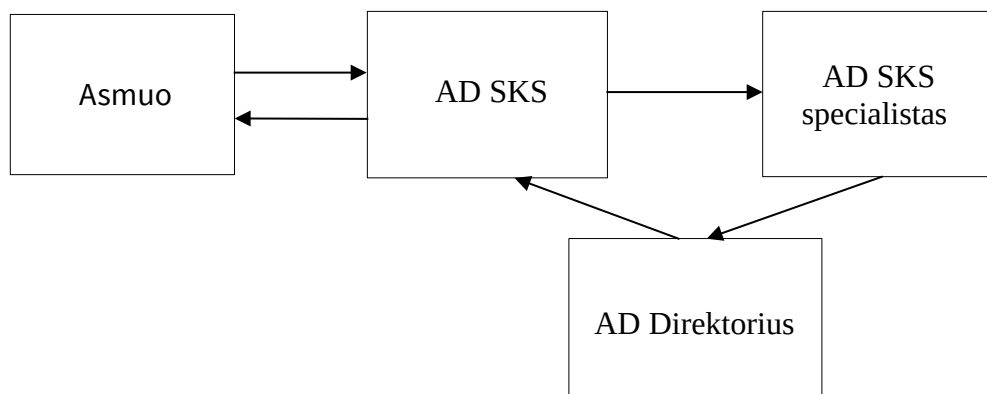 Asmuo
AD SKS
AD SKS
specialistas
AD Direktorius